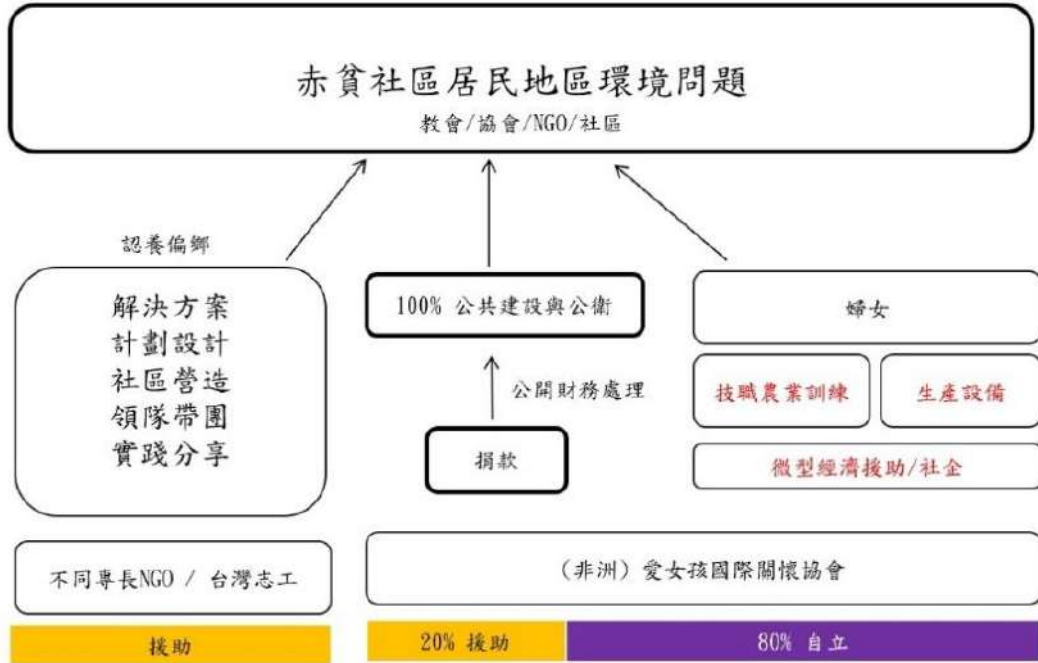 赤貧社區居民地區環境問題
教會/協會/NGO/社區
認養偏鄉
解決方案
計劃設計
社區營造
領隊帶團
實踐分享
不同專長NGO / 台灣志工
援助
100% 公共建設與公衛
公開財務處理
捐款
婦女
技職農業訓練
生產設備
微型經濟援助/社企
（非洲）愛女孩國際關懷協會
20% 援助
80% 自立